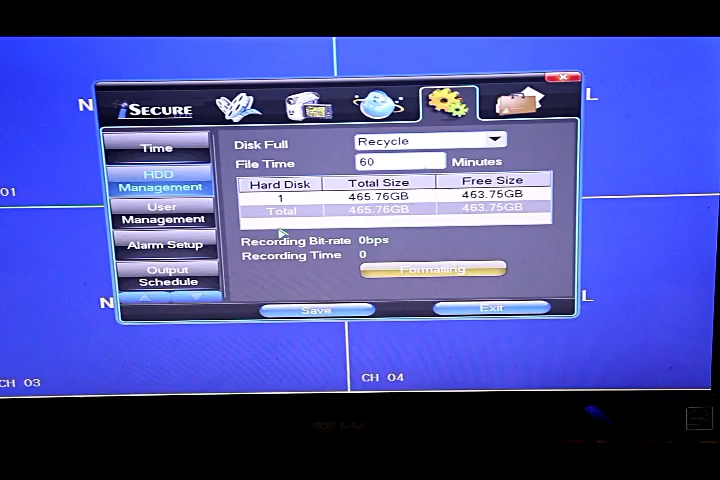 N
L
iSECURE
Time
HDD
Management
User
Management
Alarm Setup
Output
Schedule
Disk Full Recycle
File Time 60 Minutes
Hard Disk Total Size Free Size
1 465.76GB 463.75GB
Total 465.76GB 463.75GB
Recording Bit-rate 0bps
Recording Time 0
Formatting
Save Exit
01
N
L
CH 03
CH 04
LG